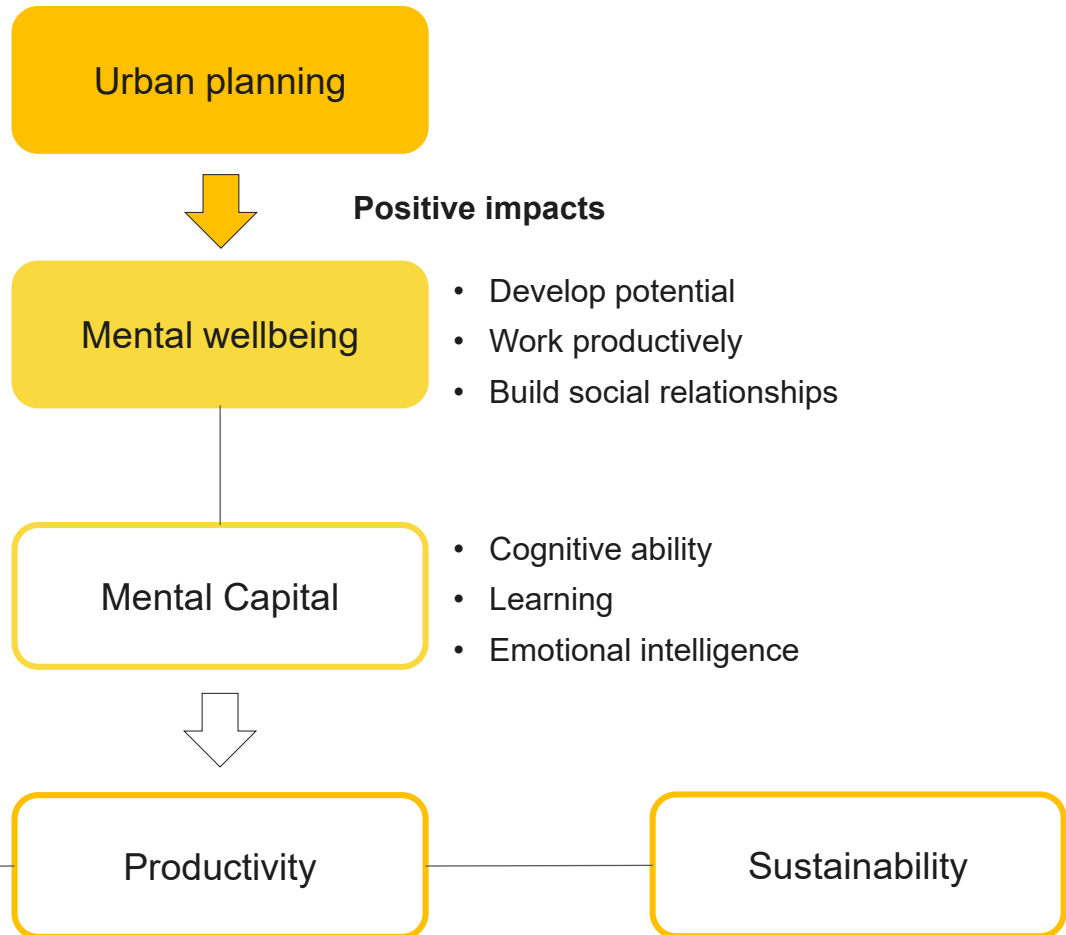 Urban planning
Positive impacts
Mental wellbeing
• Develop potential
• Work productively
• Build social relationships
Mental Capital
• Cognitive ability
• Learning
• Emotional intelligence
Productivity
Sustainability